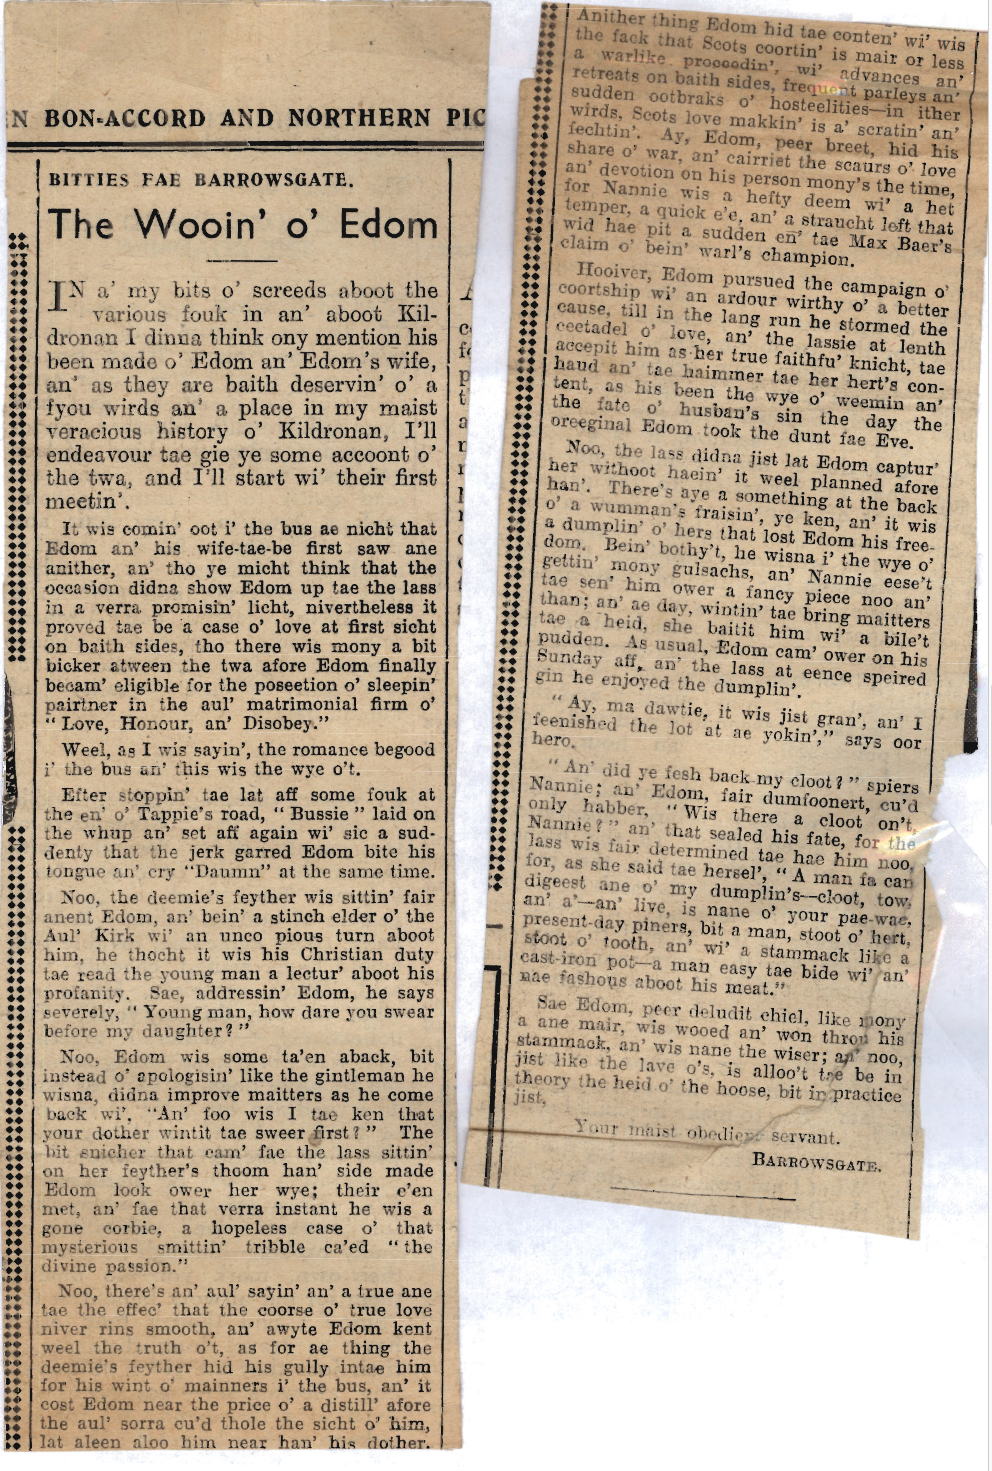 N BON-ACCORD AND NORTHERN PIC
BITTIES FAE BARROWSGATE.
The Wooin' o' Edom
IN a' my bits o' screeds aboot the
various fouk in an' aboot Kil-
dronan I dinna think ony mention his
been made o' Edom an' Edom's wife,
an' as they are baith deservin' o' a
fyou wirds an' a place in my maist
veracious history o' Kildronan, I'll
endeavour tae gie ye some accoont o'
the twa, and I'll start wi' their first
meetin'.
It wis comin' oot i' the bus ae nicht that
Edom an' his wife-tae-be first saw ane
anither, an' tho ye micht think that the
occasion didna show Edom up tae the lass
in a verra promisin' licht, nivertheless it
proved tae be a case o' love at first sicht
on baith sides, tho there wis mony a bit
bicker atween the twa afore Edom finally
becam' eligible for the poseetion o' sleepin'
pairtner in the aul' matrimonial firm o'
"Love, Honour, an' Disobey."
Weel, as I wis sayin', the romance begood
i' the bus an' this wis the wye o't.
Efter stoppin' tae lat aff some fouk at
the en' o' Tappie's road, "Bussie" laid on
the whup an' set aff again wi' sic a sud-
denty that the jerk garred Edom bite his
tongue an' cry "Daumn" at the same time.
Noo, the deemie's feyther wis sittin' fair
anent Edom, an' bein' a stinch elder o' the
Aul' Kirk wi' an unco pious turn aboot
him, he thocht it wis his Christian duty
tae read the young man a lectur' aboot his
profanity. Sae, addressin' Edom, he says
severely, "Young man, how dare you swear
before my daughter?"
Noo, Edom wis some ta'en aback, bit
instead o' apologisin' like the gintleman he
wisna, didna improve maitters as he come
back wi', "An' foo wis I tae ken that
your dother wintit tae sweer first?" The
bit snicher that cam' fae the lass sittin'
on her feyther's thoom han' side made
Edom look ower her wye; their e'en
met, an' fae that verra instant he wis a
gone corbie, a hopeless case o' that
mysterious smittin' tribble ca'ed "the
divine passion."
Noo, there's an' aul' sayin' an' a true ane
tae the effec' that the coorse o' true love
niver rins smooth, an' awyte Edom kent
weel the truth o't, as for ae thing the
deemie's feyther hid his gully intae him
for his wint o' mainners i' the bus, an' it
cost Edom near the price o' a distill' afore
the aul' sorra cu'd thole the sicht o' him,
lat aleen aloo him near han' his dother.
Anither thing Edom hid tae conten' wi' wis
the fack that Scots coortin' is mair or less
a warlike proceedin', wi' advances an'
retreats on baith sides, frequent parleys an'
sudden ootbraks o' hosteelities—in ither
wirds, Scots love makkin' is a' scratin' an'
fechtin'. Ay, Edom, peer breet, hid his
share o' war, an' cairriet the scaurs o' love
an' devotion on his person mony's the time,
for Nannie wis a hefty deem wi' a het
temper, a quick e'e, an' a straucht left that
wid hae pit a sudden en' tae Max Baer's
claim o' bein' warl's champion.
Hooiver, Edom pursued the campaign o'
coortship wi' an ardour wirthy o' a better
cause, till in the lang run he stormed the
ceetadel o' love, an' the lassie at lenth
accepit him as her true faithfu' knicht, tae
haud an' tae haimmer tae her hert's con-
tent, as his been the wye o' weemin an'
the fate o' husban's sin the day the
oreeginal Edom took the dunt fae Eve.
Noo, the lass didna jist lat Edom captur'
her withoot haein' it weel planned afore
han'. There's aye a something at the back
o' a wumman's fraisin', ye ken, an' it wis
a dumplin' o' hers that lost Edom his free-
dom. Bein' bothy't, he wisna i' the wye o'
gettin' mony gulsachs, an' Nannie eese't
tae sen' him ower a fancy piece noo an'
than; an' ae day, wintin' tae bring maitters
tae a heid, she baitit him wi' a bile't
pudden. As usual, Edom cam' ower on his
Sunday aff, an' the lass at eence speired
gin he enjoyed the dumplin'.
"Ay, ma dawtie, it wis jist gran', an' I
feenished the lot at ae yokin'," says oor
hero.
"An' did ye fesh back my cloot?" spiers
Nannie; an' Edom, fair dumfoonert, cu'd
only habber, "Wis there a cloot on't,
Nannie?" an' that sealed his fate, for the
lass wis fair determined tae hae him noo,
for, as she said tae hersel', "A man fa can
digeest ane o' my dumplin's—cloot, tow,
an' a'—an' live, is nane o' your pae-wae,
present-day piners, bit a man, stoot o' hert,
stoot o' tooth, an' wi' a stammack like a
cast-iron pot—a man easy tae bide wi' an'
nae fashous aboot his meat."
Sae Edom, peer deludit chiel, like mony
a ane mair, wis wooed an' won throu his
stammack, an' wis nane the wiser; an' noo,
jist like the lave o's, is alloo't tae be in
theory the heid o' the hoose, bit in practice
jist,
Your maist obedient servant.
BARROWSGATE.